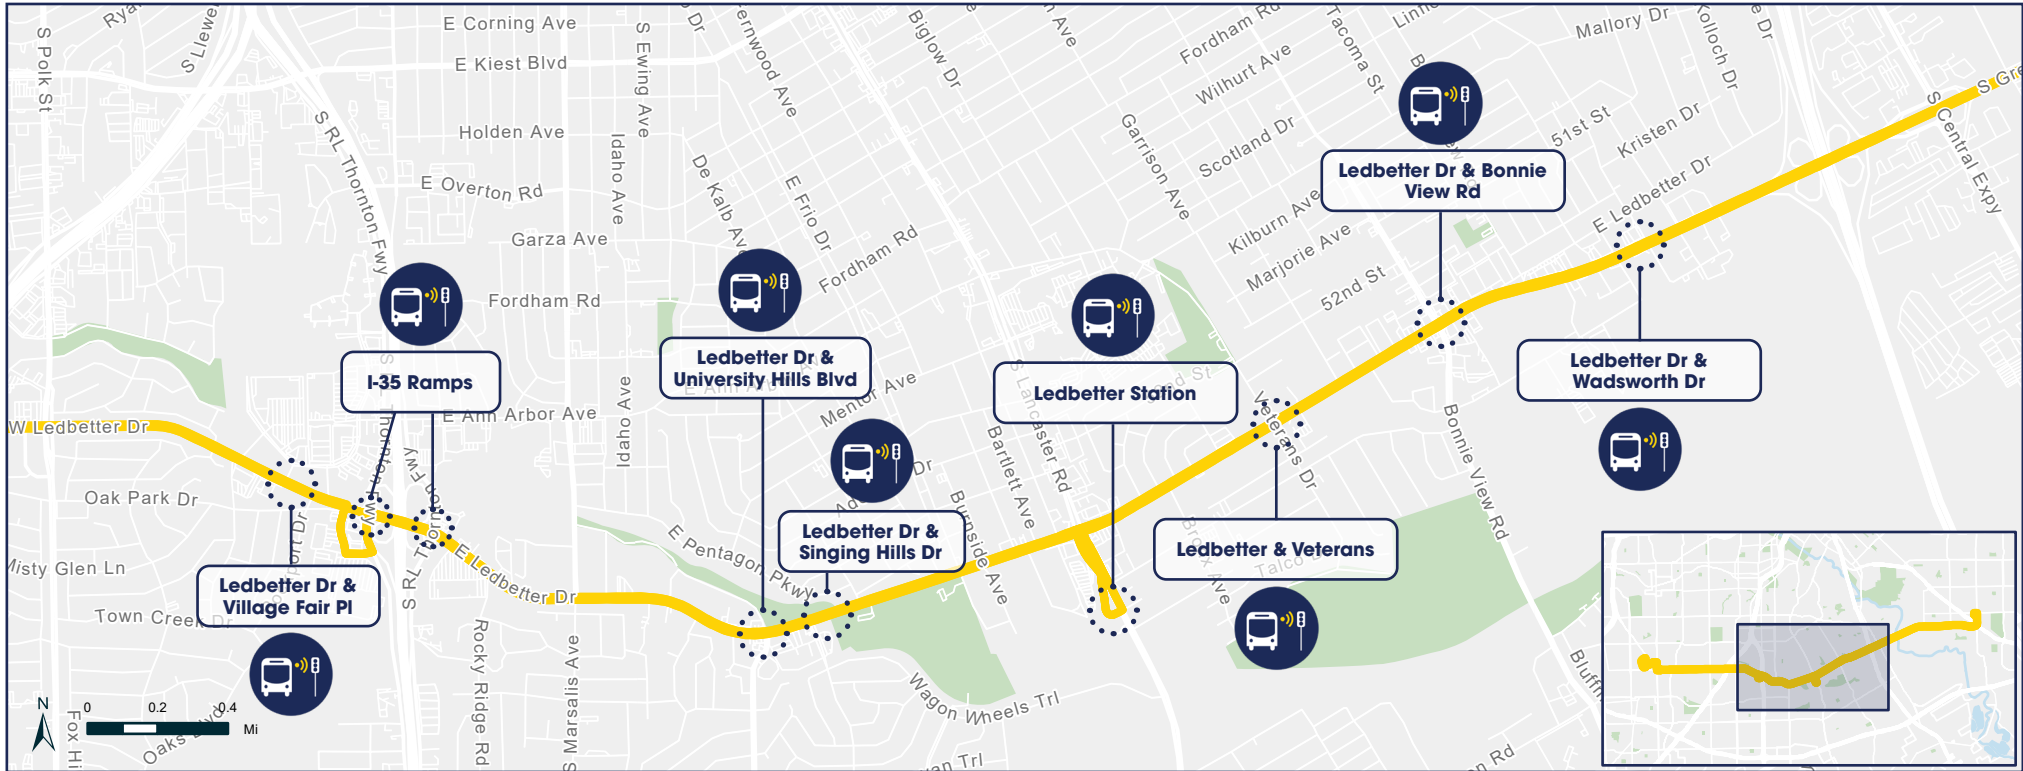 E Corning Ave
S Polk St
E Kiest Blvd
S Ewing Ave
Biglow Dr
Fordham Rd
Tacoma St
Mallory Dr
Kolloch Dr
Wilhurt Ave
S RL Thornton Fwy
Holden Ave
Idaho Ave
Garrison Ave
Scotland Dr
51st St
Kristen Dr
S Central Expy
E Overton Rd
De Kalb Ave
E Frio Dr
Ledbetter Dr & Bonnie
View Rd
Kilburn Ave
E Ledbetter Dr
Garza Ave
Fordham Rd
Marjorie Ave
52nd St
Fordham Rd
I-35 Ramps
Ledbetter Dr &
University Hills Blvd
Ledbetter Station
Ledbetter Dr &
Wadsworth Dr
E Ann Arbor Ave
Idaho Ave
Mentor Ave
S Lancaster Rd
Veterans Dr
Bonnie View Rd
W Ledbetter Dr
Bartlett Ave
Oak Park Dr
Burnside Ave
Ledbetter Dr &
Singing Hills Dr
Ledbetter & Veterans
E Pentagon Pkwy
E Ledbetter Dr
Misty Glen Ln
Ledbetter Dr &
Village Fair Pl
Town Creek Dr
S RL Thornton Fwy
Rocky Ridge Rd
S Marsalis Ave
Wagon Wheels Trl
N
0 0.2 0.4
Mi